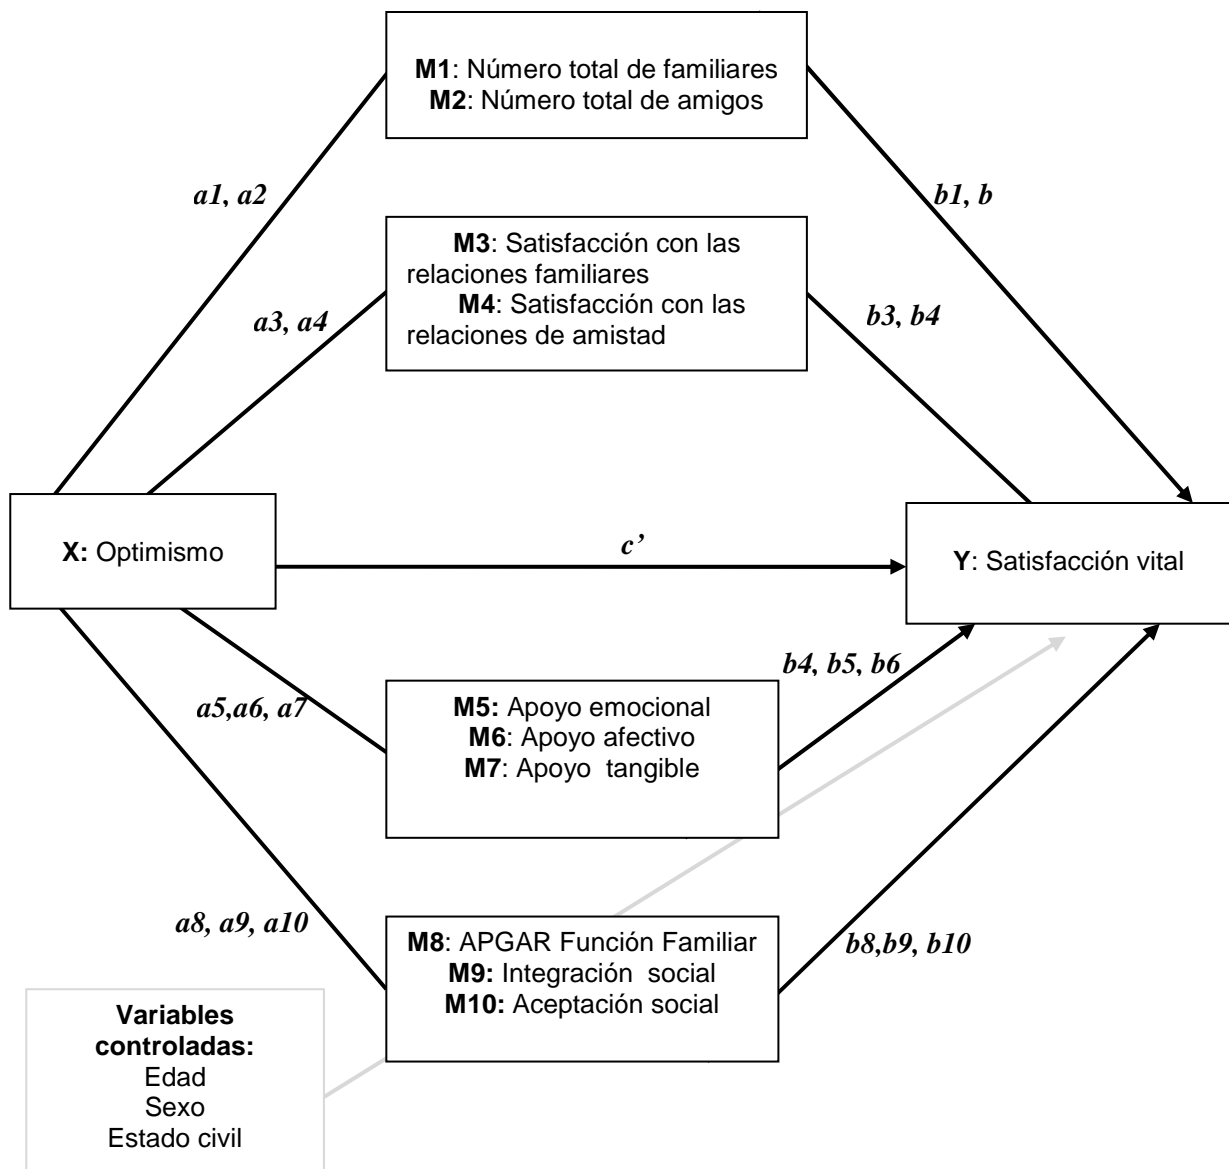 M1: Número total de familiares
M2: Número total de amigos
a1, a2
b1, b
M3: Satisfacción con las
relaciones familiares
M4: Satisfacción con las
relaciones de amistad
a3, a4
b3, b4
X: Optimismo
c’
Y: Satisfacción vital
a5,a6, a7
b4, b5, b6
M5: Apoyo emocional
M6: Apoyo afectivo
M7: Apoyo tangible
a8, a9, a10
b8,b9, b10
M8: APGAR Función Familiar
M9: Integración social
M10: Aceptación social
Variables
controladas:
Edad
Sexo
Estado civil